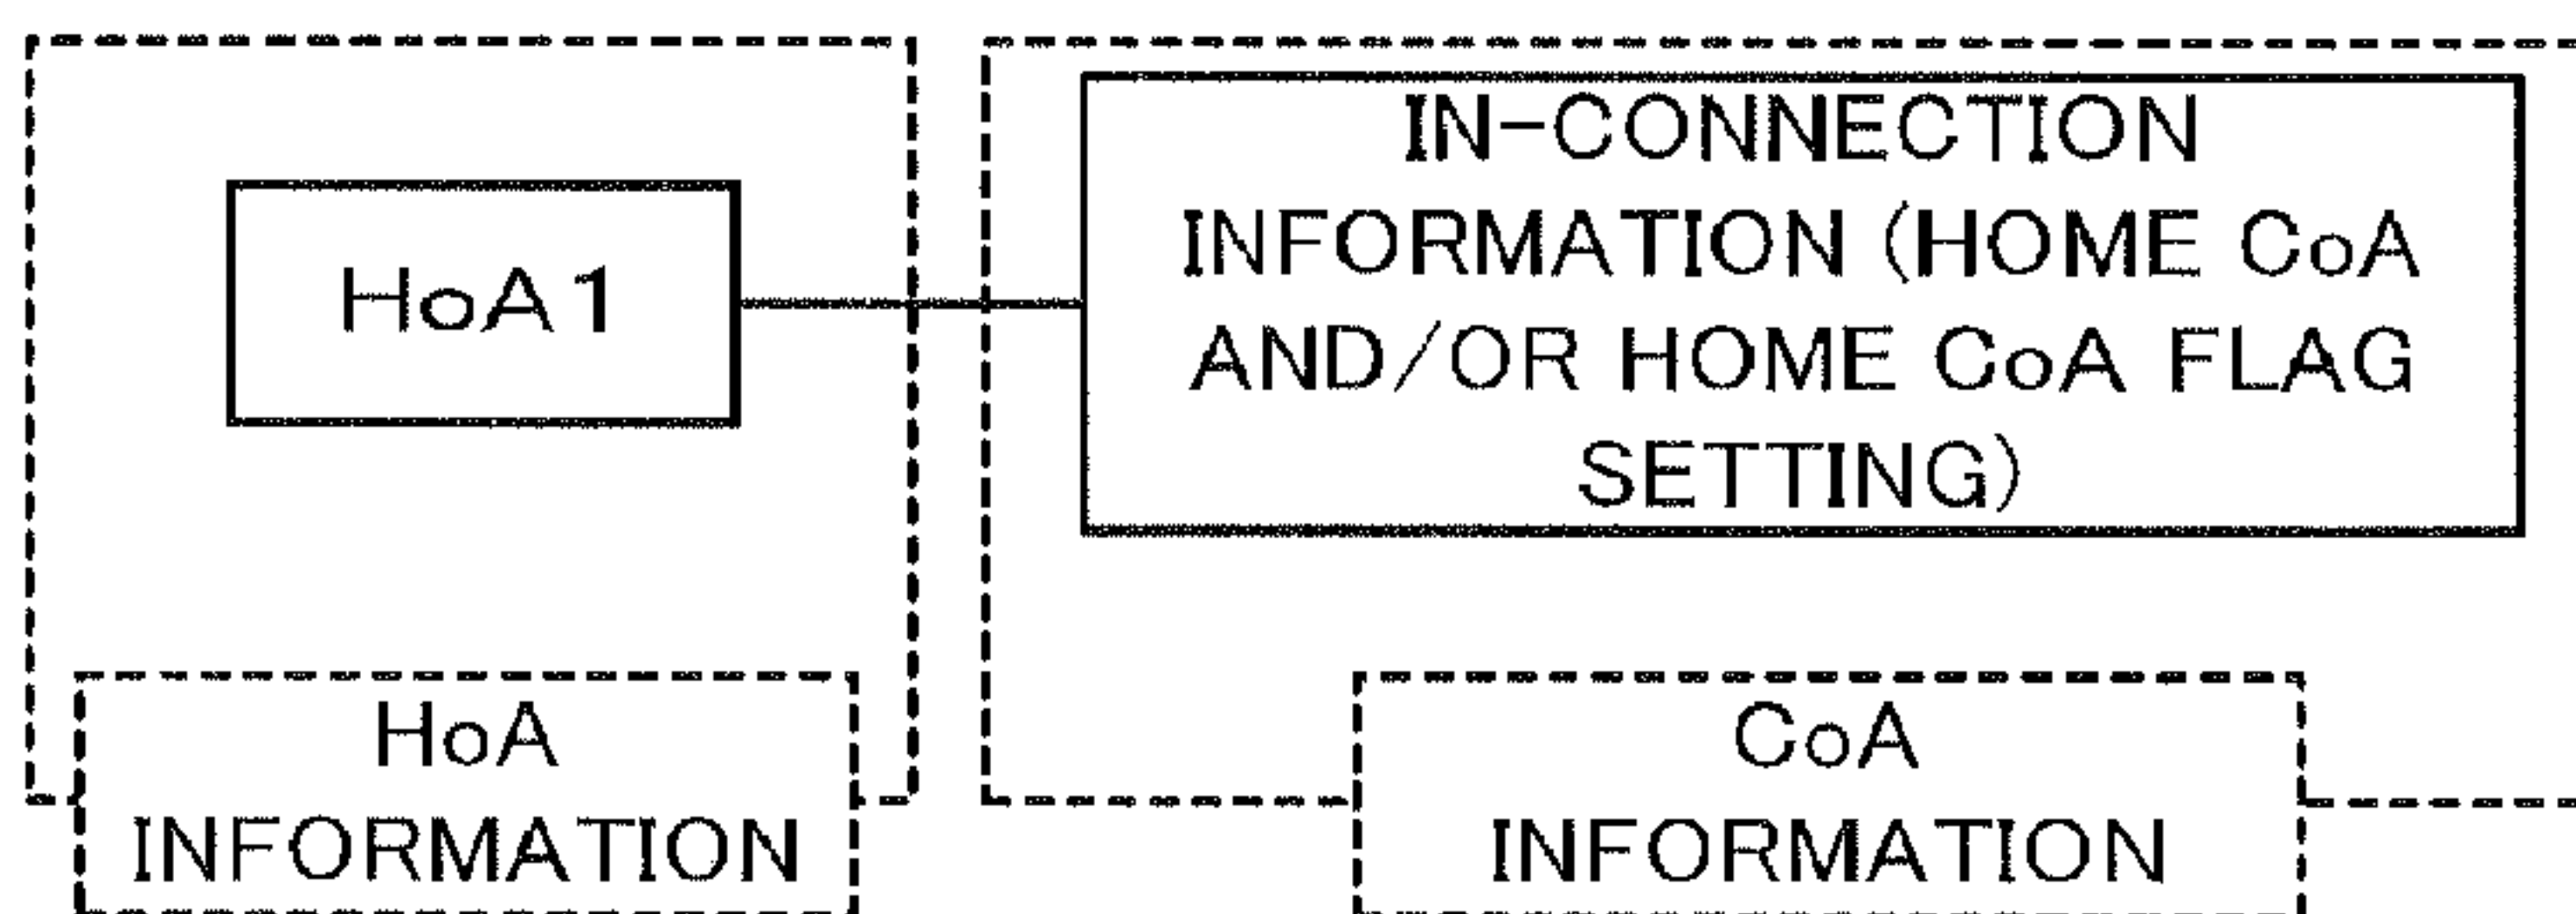 HoA1
IN-CONNECTION
INFORMATION (HOME CoA
AND/OR HOME CoA FLAG
SETTING)
HoA
INFORMATION
CoA
INFORMATION